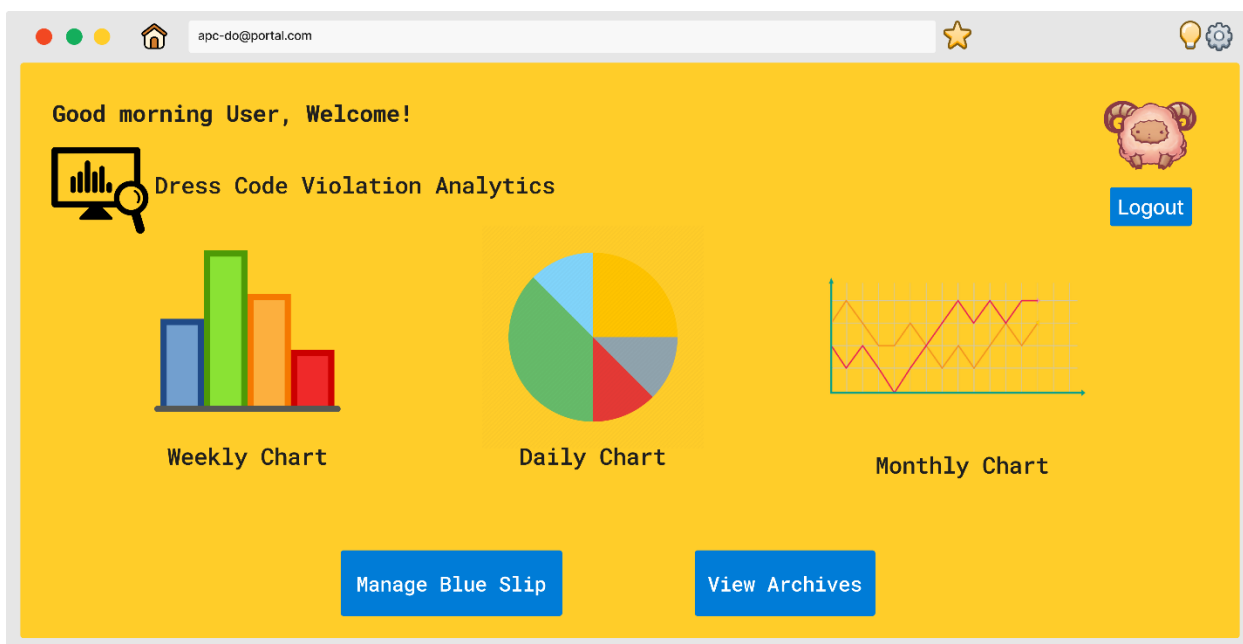 apc-do@portal.com
Good morning User, Welcome!
Dress Code Violation Analytics
Logout
Weekly Chart
Daily Chart
Monthly Chart
Manage Blue Slip
View Archives